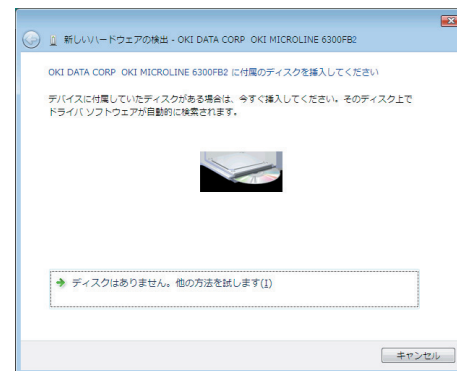 新しいハードウェアの検出 - OKI DATA CORP OKI MICROLINE 6300FB2
OKI DATA CORP OKI MICROLINE 6300FB2 に付属のディスクを挿入してください
デバイスに付属していたディスクがある場合は、今すぐ挿入してください。そのディスク上で
ドライバ ソフトウェアが自動的に検索されます。
ディスクはありません。他の方法を試します(I)
キャンセル